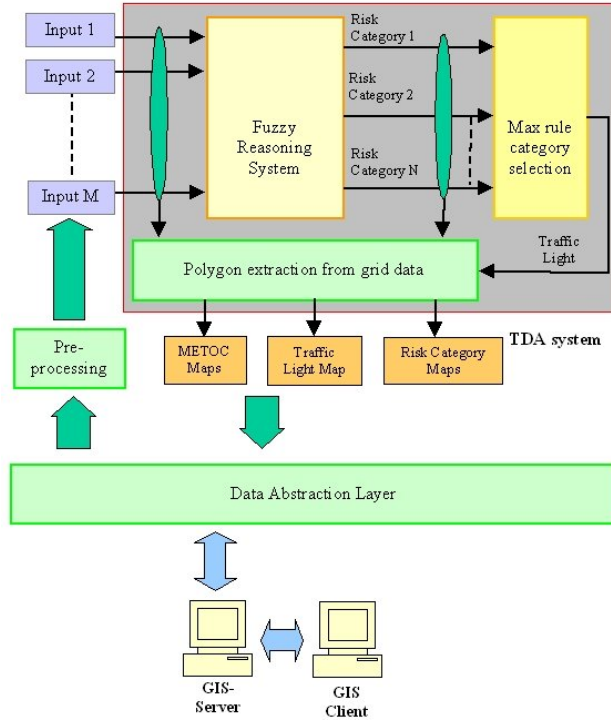 Input 1
Input 2
Input M
Fuzzy
Reasoning
System
Risk
Category 1
Risk
Category 2
Risk
Category N
Max rule
category
selection
Traffic
Light
Polygon extraction from grid data
TDA system
Pre-
processing
METOC
Maps
Traffic
Light Map
Risk Category
Maps
Data Abstraction Layer
GIS-
Server
GIS
Client